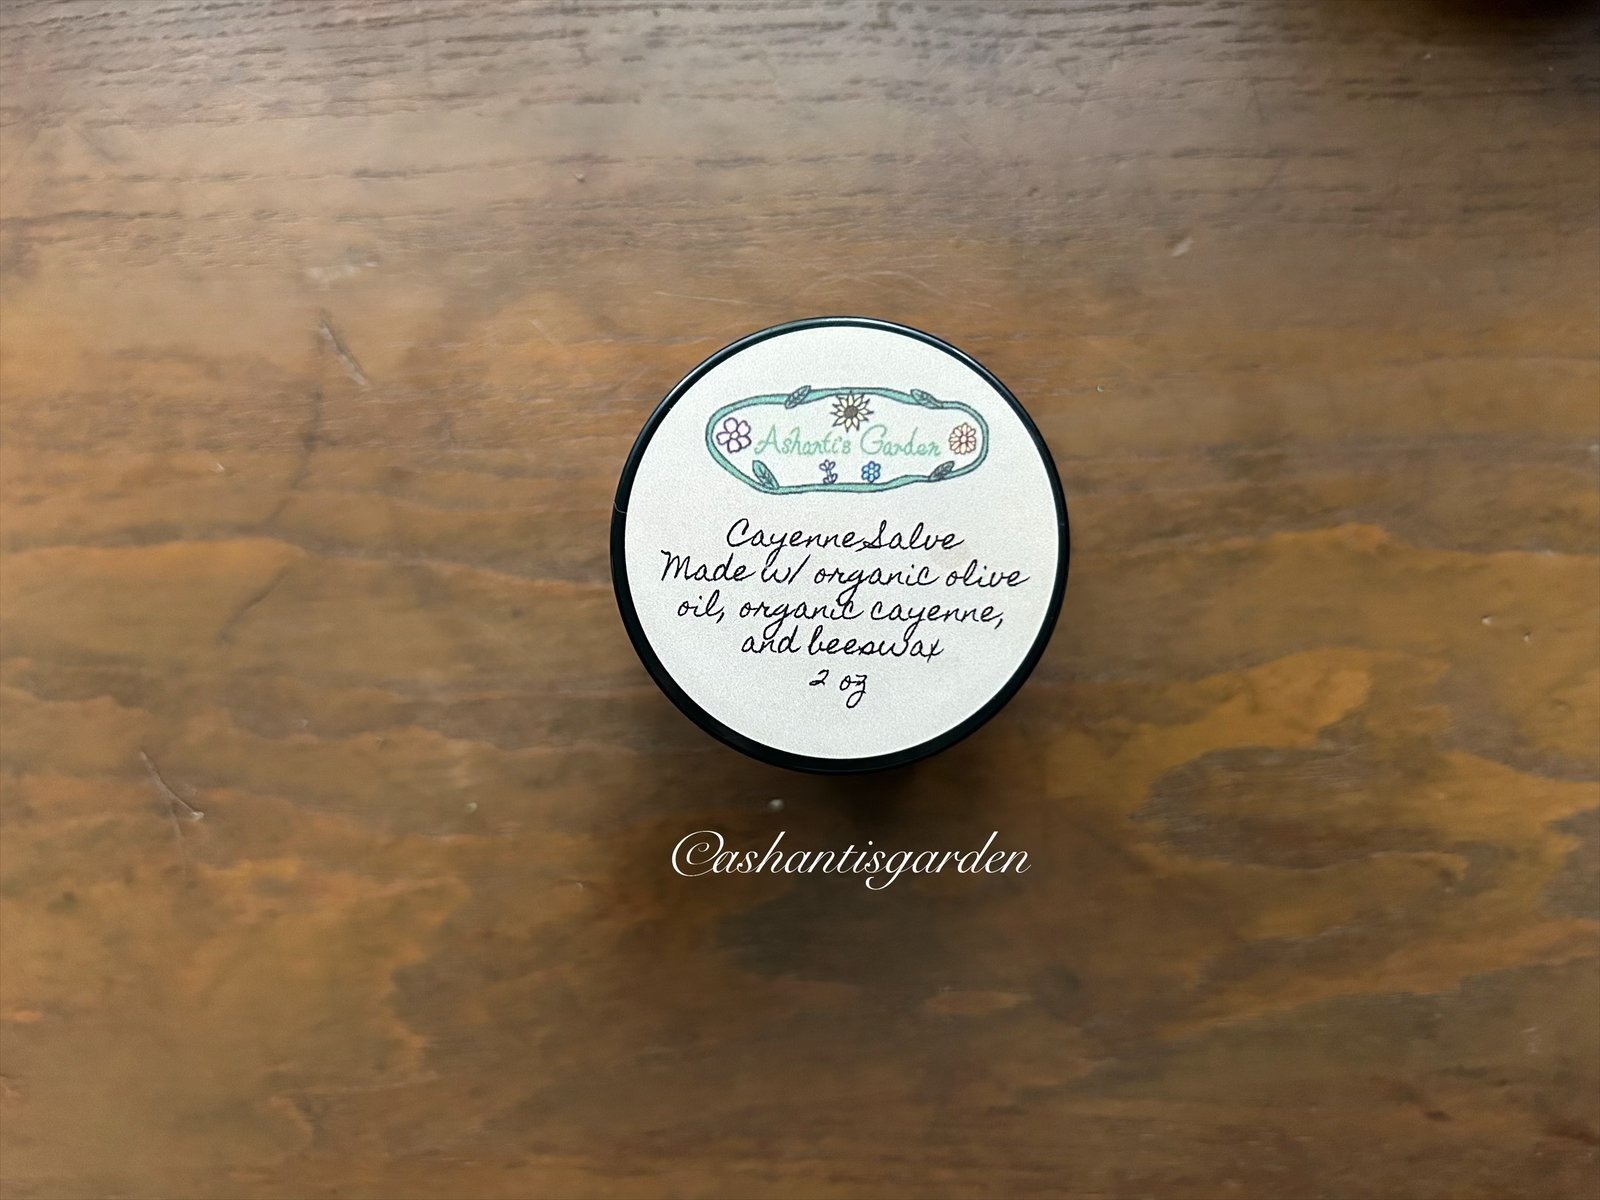 Ashanti's Garden
Cayenne Salve
Made w/ organic olive
oil, organic cayenne,
and beeswax
2 oz
@ashantisgarden